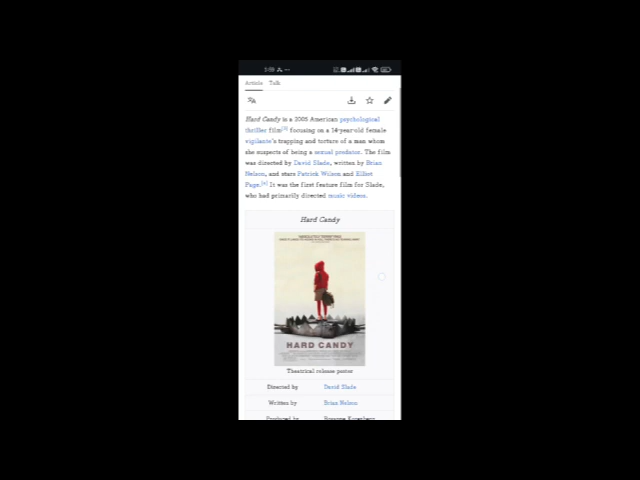 Article Talk
Hard Candy is a 2005 American psychological
thriller film[3] focusing on a 14-year-old female
vigilante's trapping and torture of a man whom
she suspects of being a sexual predator. The film
was directed by David Slade, written by Brian
Nelson, and stars Patrick Wilson and Elliot
Page.[4] It was the first feature film for Slade,
who had primarily directed music videos.
Hard Candy
HARD CANDY
Theatrical release poster
Directed by David Slade
Written by Brian Nelson
Produced by